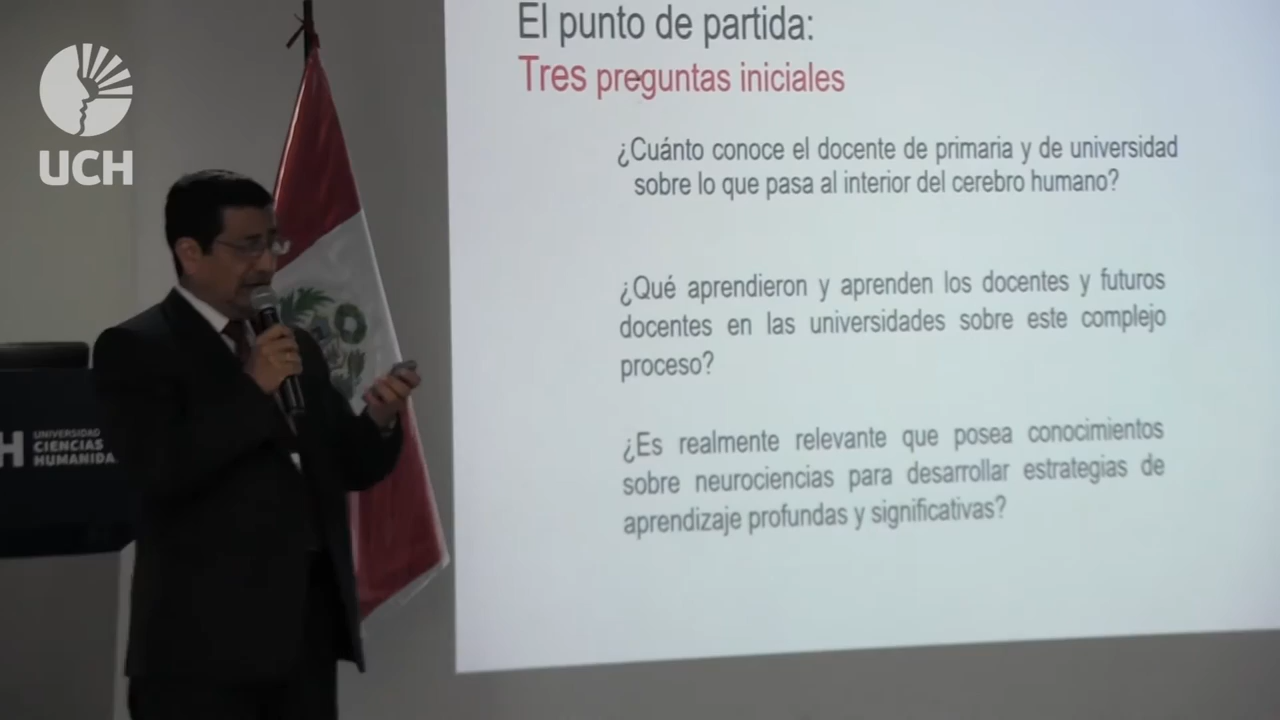 El punto de partida:
Tres preguntas iniciales
¿Cuánto conoce el docente de primaria y de universidad
sobre lo que pasa al interior del cerebro humano?
¿Qué aprendieron y aprenden los docentes y futuros
docentes en las universidades sobre este complejo
proceso?
¿Es realmente relevante que posea conocimientos
sobre neurociencias para desarrollar estrategias de
aprendizaje profundas y significativas?
UCH
H
UNIVERSIDAD
CIENCIAS
HUMANIDA